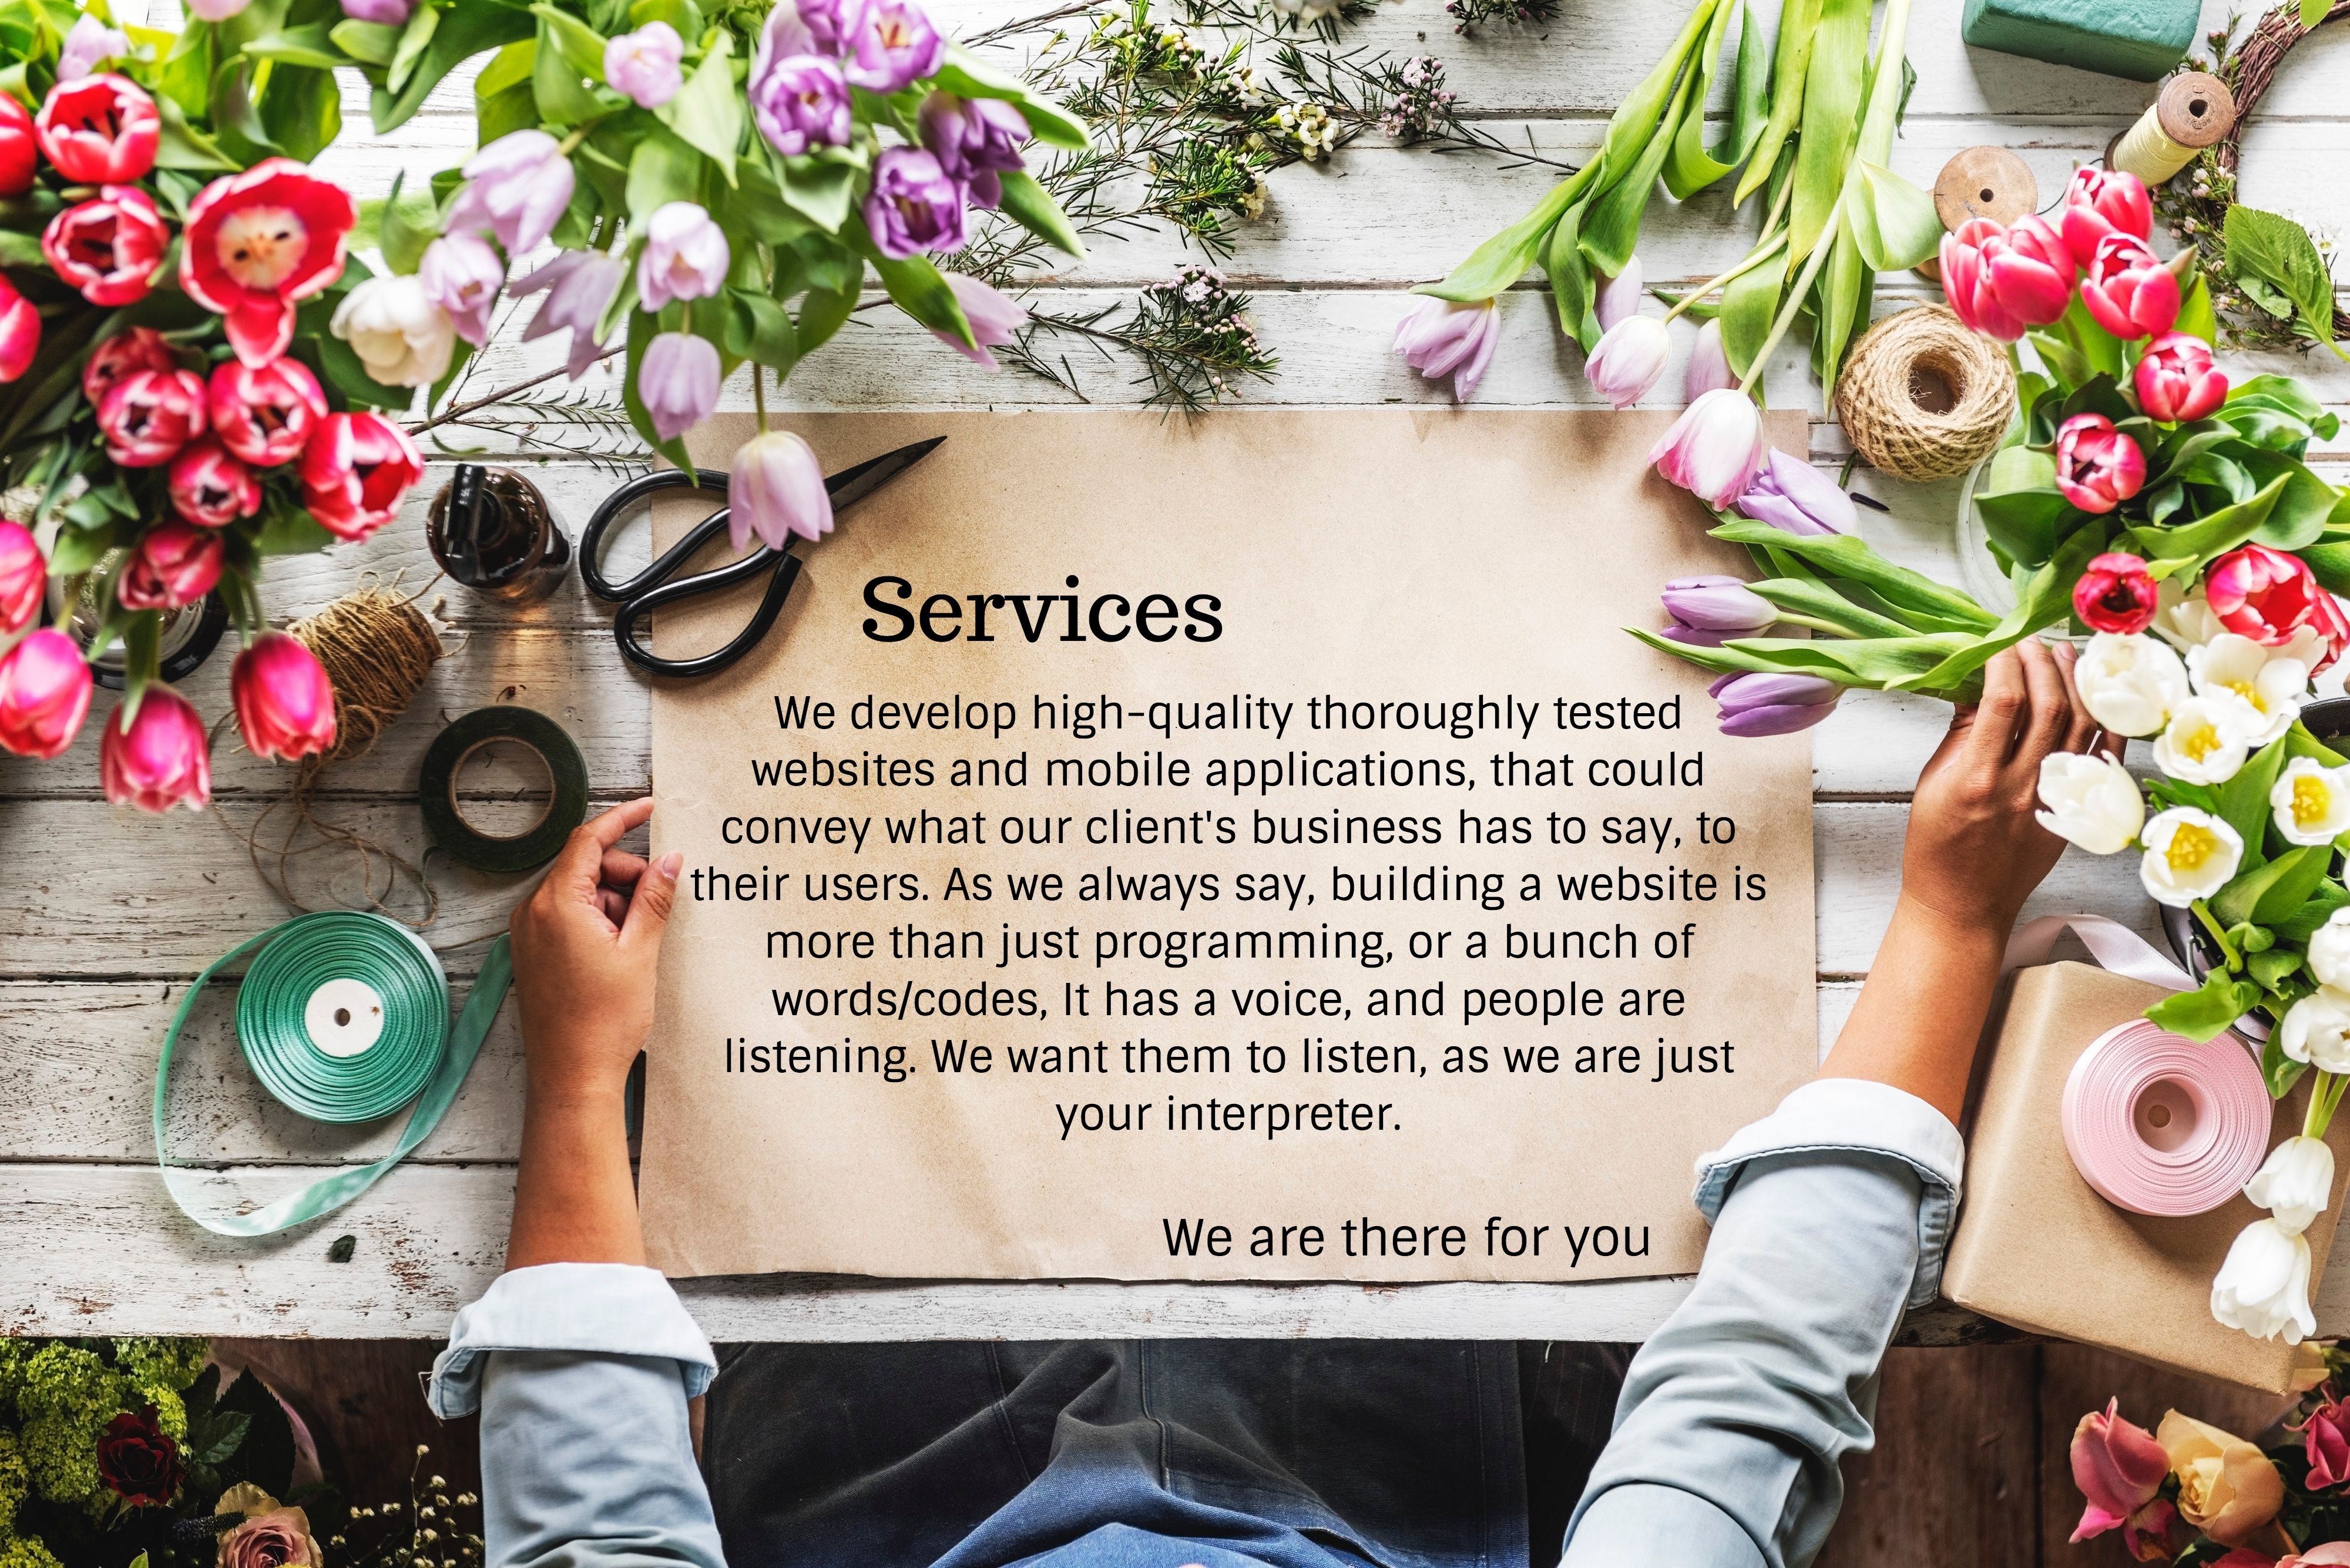 Services
We develop high-quality thoroughly tested
websites and mobile applications, that could
convey what our client's business has to say, to
their users. As we always say, building a website is
more than just programming, or a bunch of
words/codes, It has a voice, and people are
listening. We want them to listen, as we are just
your interpreter.
We are there for you